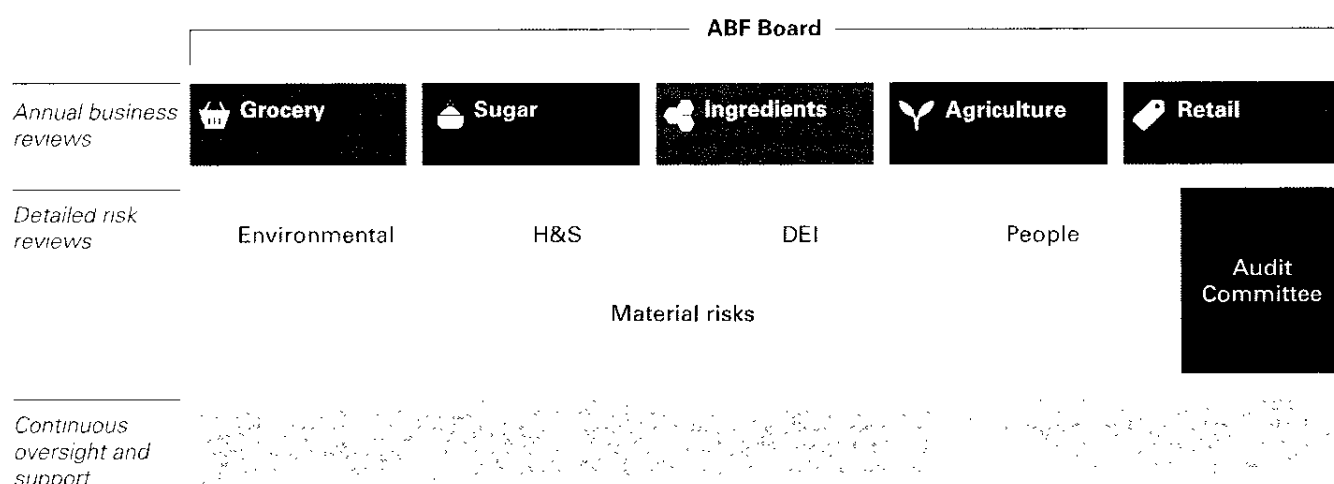 ABF Board
Annual business
reviews
Grocery
Sugar
Ingredients
Agriculture
Retail
Detailed risk
reviews
Environmental
H&S
DEI
People
Material risks
Audit
Committee
Continuous
oversight and
support